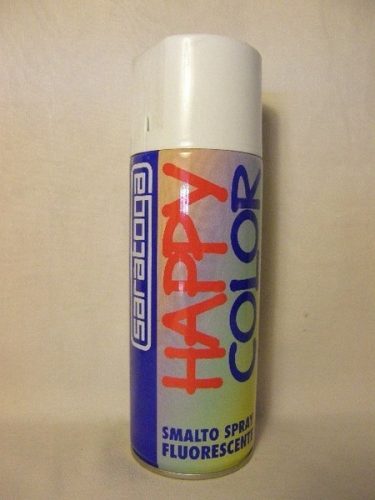 saratoga
HAPPY
COLOR
SMALTO SPRAY
FLUORESCENTE